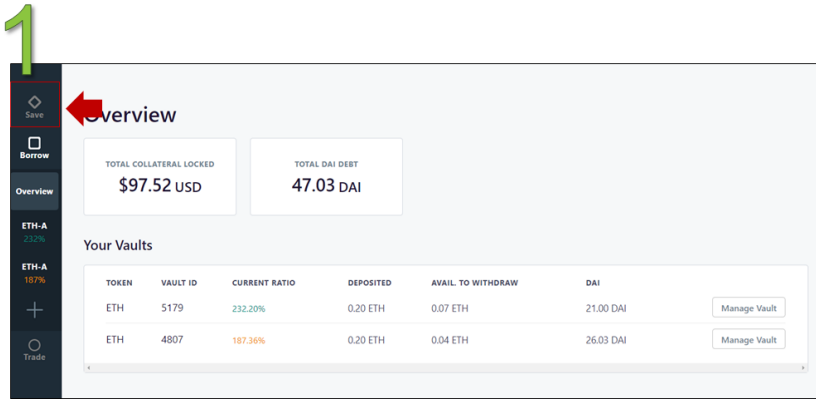 1
Save
Borrow
Overview
ETH-A
232%
ETH-A
187%
Trade
Overview
TOTAL COLLATERAL LOCKED
$97.52 USD
TOTAL DAI DEBT
47.03 DAI
Your Vaults
TOKEN VAULT ID CURRENT RATIO DEPOSITED AVAIL. TO WITHDRAW DAI
ETH 5179 232.20% 0.20 ETH 0.07 ETH 21.00 DAI Manage Vault
ETH 4807 187.36% 0.20 ETH 0.04 ETH 26.03 DAI Manage Vault